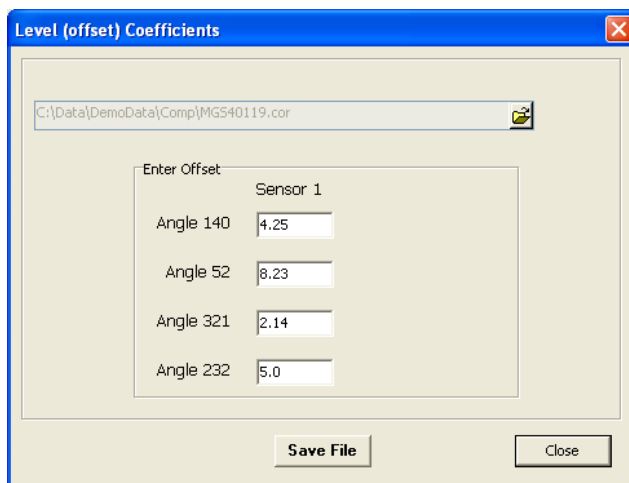 Level (offset) Coefficients
C:\Data\DemoData\Comp\MGS40119.cor
Enter Offset
Sensor 1
Angle 140 4.25
Angle 52 8.23
Angle 321 2.14
Angle 232 5.0
Save File Close